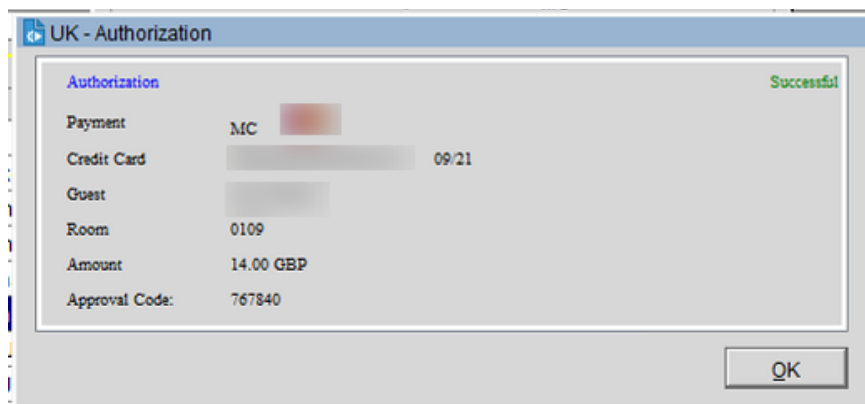 UK - Authorization
Authorization Successful
Payment MC
Credit Card 09/21
Guest
Room 0109
Amount 14.00 GBP
Approval Code: 767840
OK